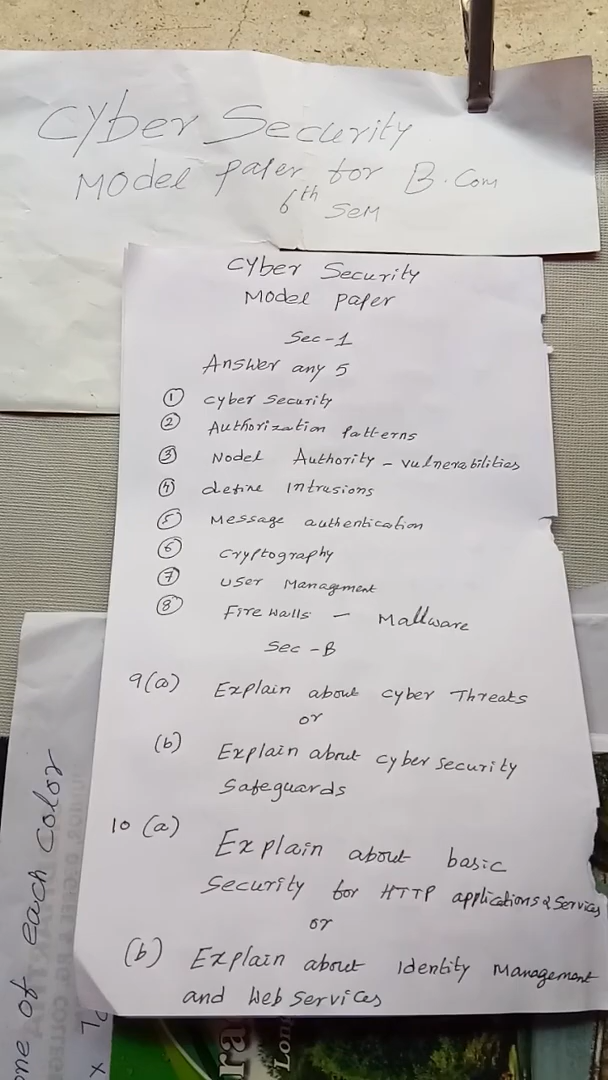 Cyber Security
Model Paper for B.Com
6th Sem
Cyber Security
Model Paper
Sec-1
Answer any 5
① Cyber Security
② Authorization Patterns
③ Nodel Authority - vulnerabilities
④ define Intrusions
⑤ Message authentication
⑥ Cryptography
⑦ User Management
⑧ Fire walls - Mallware
Sec-B
9(a) Explain about Cyber Threats
or
(b) Explain about Cyber Security
Safeguards
10 (a) Explain about basic
Security for HTTP applications & Services
or
(b) Explain about Identity Management
and Web Services
one of each color